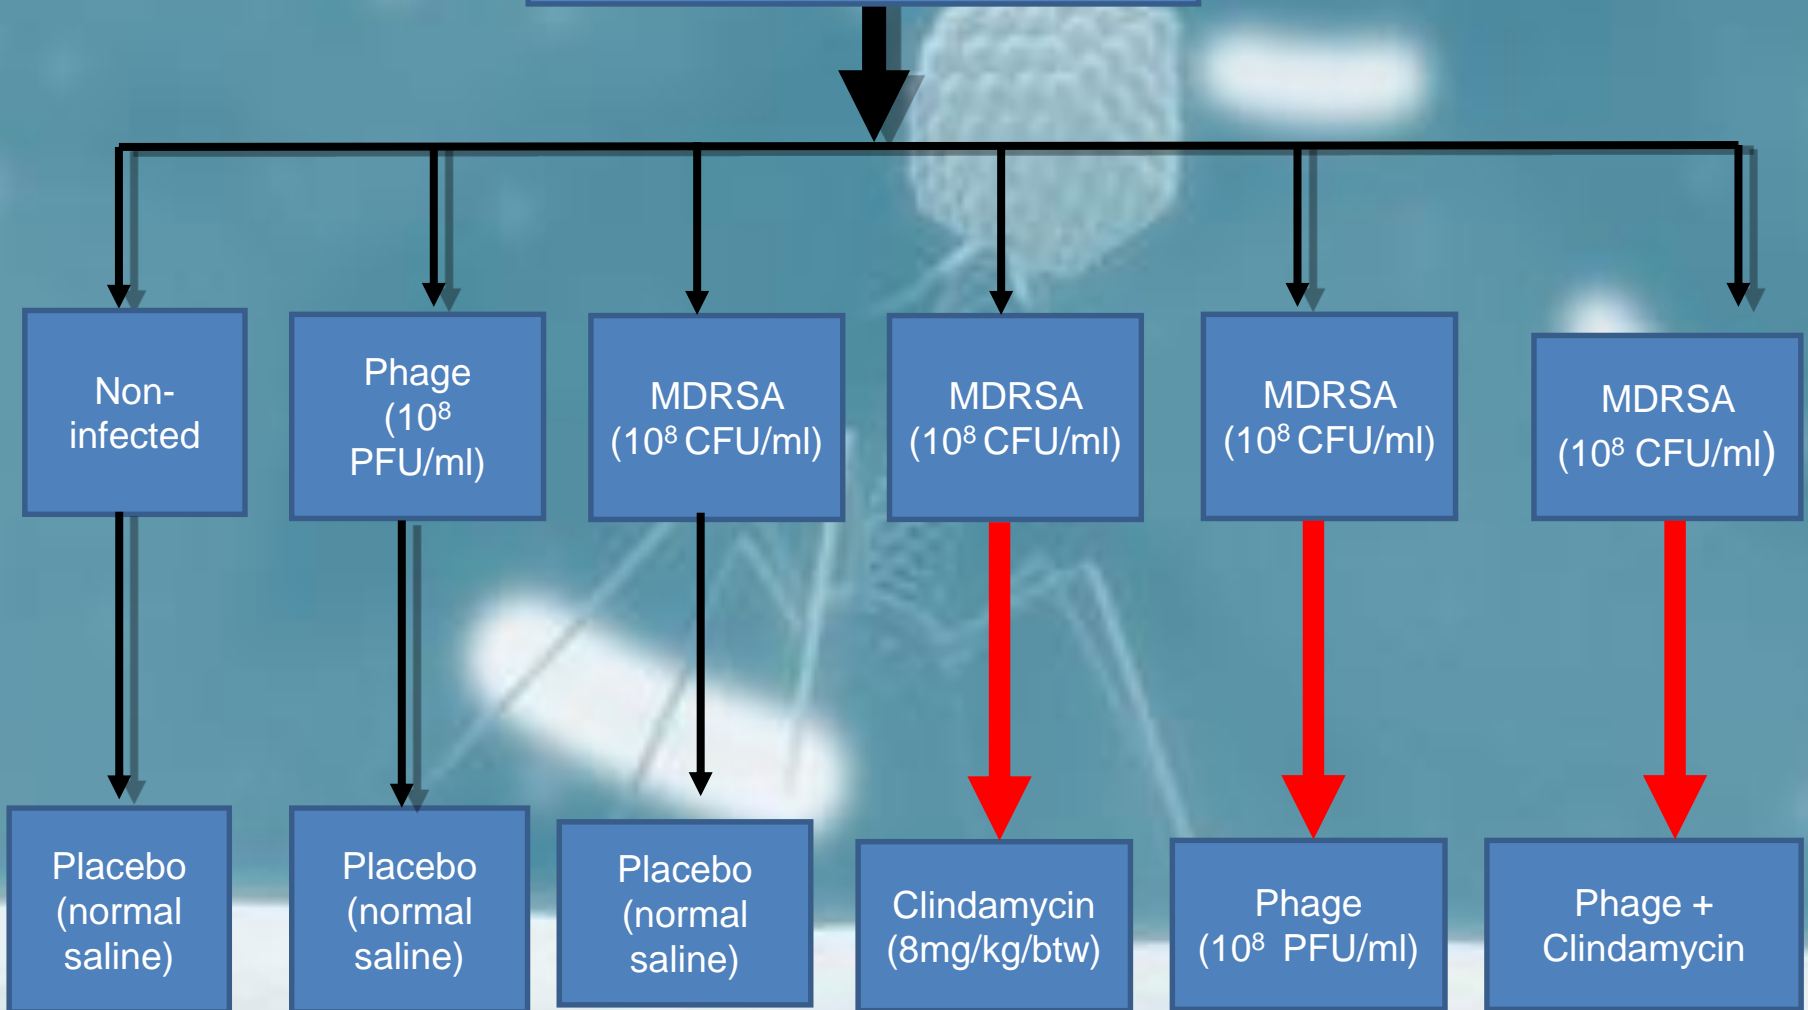 Non-
infected
Phage
(10⁸
PFU/ml)
MDRSA
(10⁸ CFU/ml)
MDRSA
(10⁸ CFU/ml)
MDRSA
(10⁸ CFU/ml)
MDRSA
(10⁸ CFU/ml)
Placebo
(normal
saline)
Placebo
(normal
saline)
Placebo
(normal
saline)
Clindamycin
(8mg/kg/btw)
Phage
(10⁸ PFU/ml)
Phage +
Clindamycin